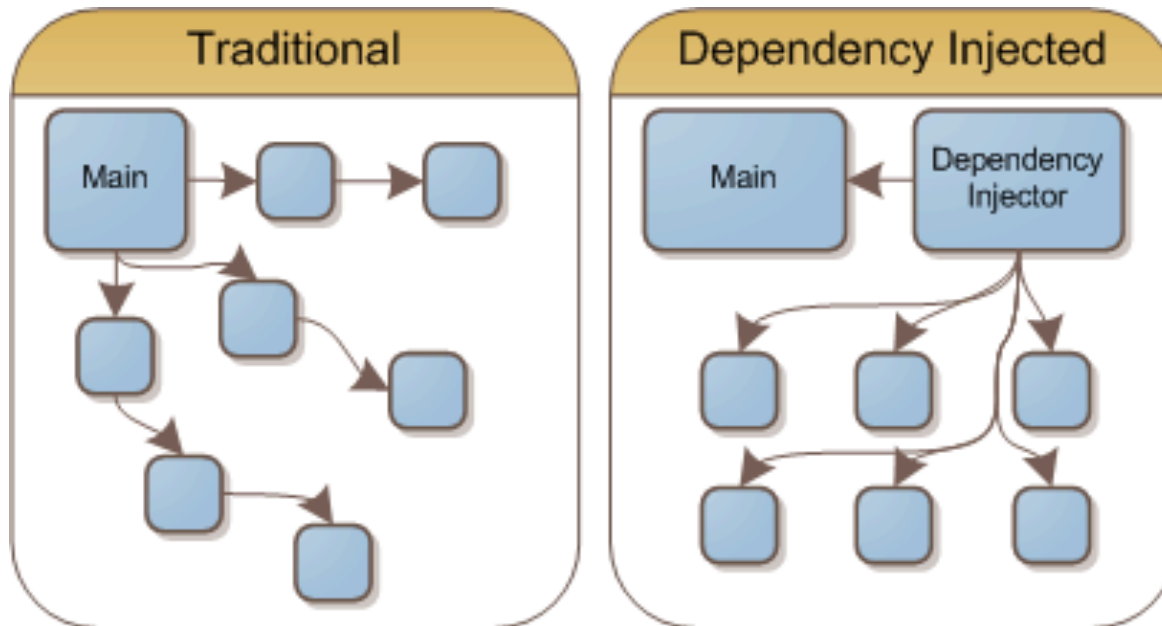 Traditional
Main
Dependency Injected
Main
Dependency
Injector